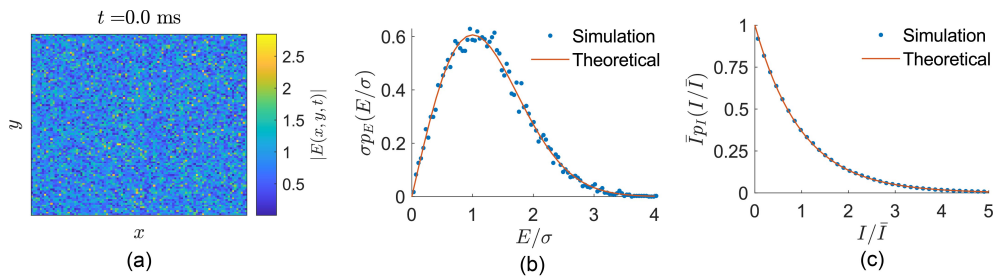 t =0.0 ms
y
x
2.5
2
1.5
1
0.5
|E(x, y, t)|
(a)
0.6
0.4
0.2
0
σp_E(E/σ)
Simulation
Theoretical
0 1 2 3 4
E/σ
(b)
1
0.75
0.5
0.25
0
Īp_I(I/Ī)
Simulation
Theoretical
0 1 2 3 4 5
I/Ī
(c)